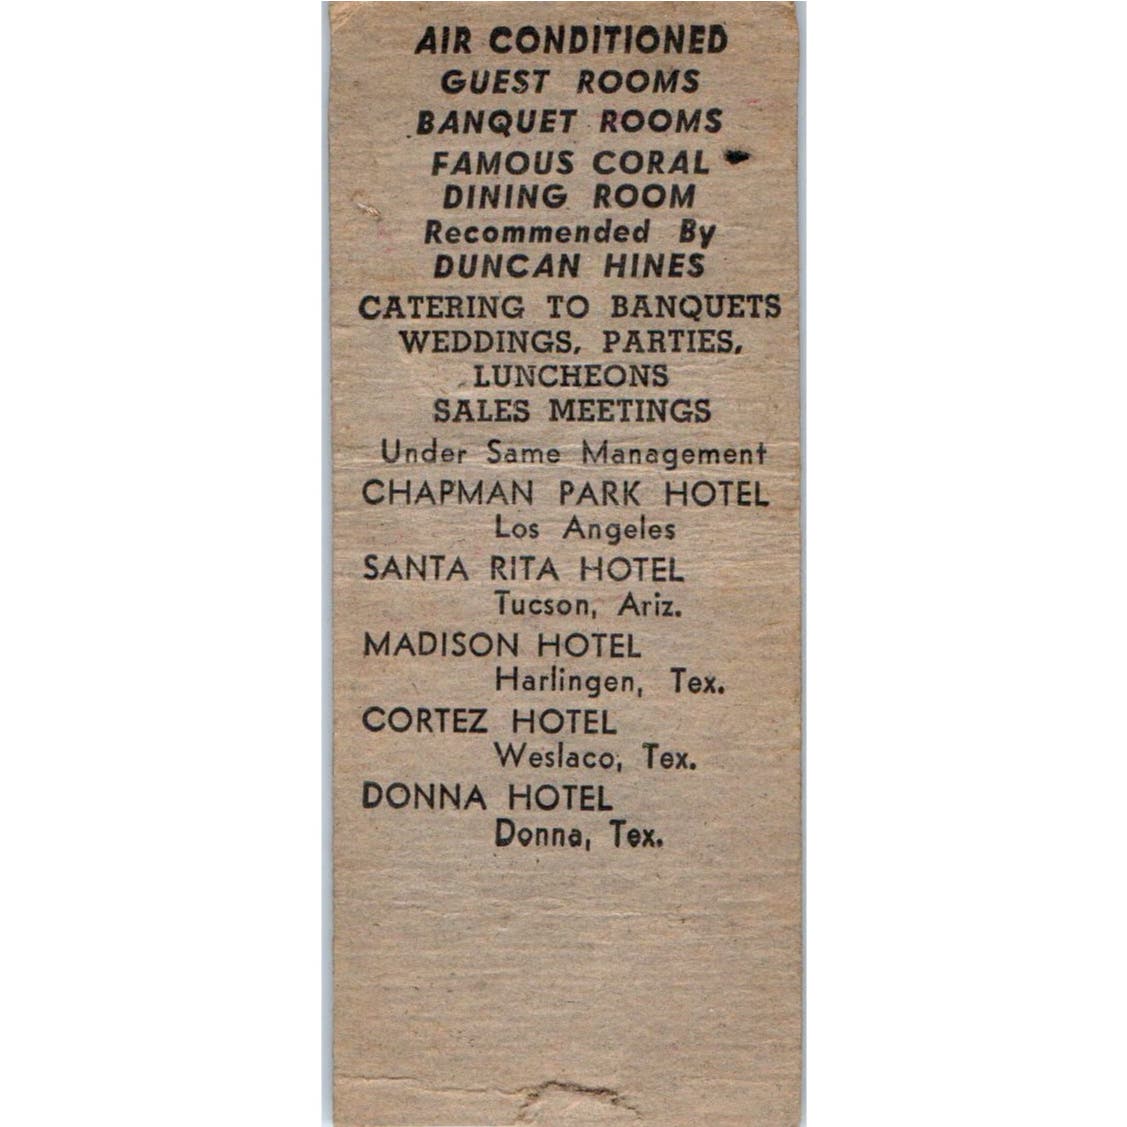 AIR CONDITIONED
GUEST ROOMS
BANQUET ROOMS
FAMOUS CORAL
DINING ROOM
Recommended By
DUNCAN HINES
CATERING TO BANQUETS
WEDDINGS, PARTIES,
LUNCHEONS
SALES MEETINGS
Under Same Management
CHAPMAN PARK HOTEL
Los Angeles
SANTA RITA HOTEL
Tucson, Ariz.
MADISON HOTEL
Harlingen, Tex.
CORTEZ HOTEL
Weslaco, Tex.
DONNA HOTEL
Donna, Tex.